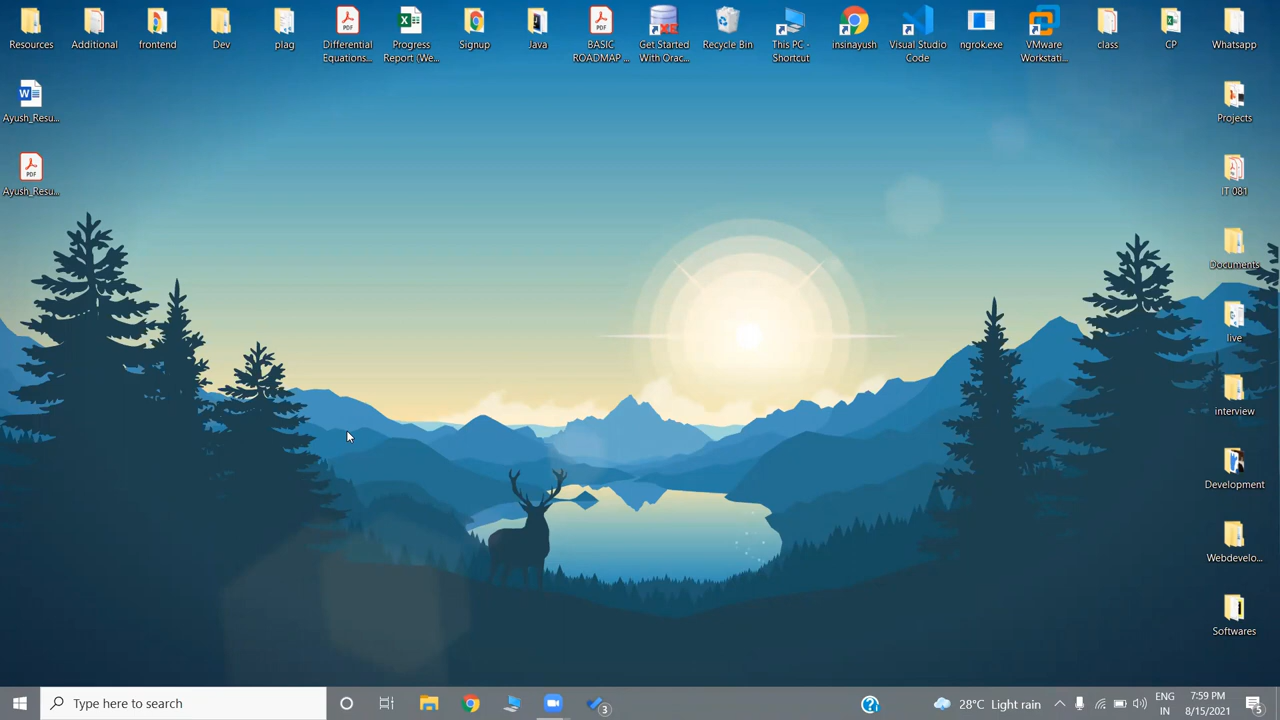 Resources
Additional
frontend
Dev
plag
Differential
Equations...
Progress
Report (We...
Signup
Java
BASIC
ROADMAP ...
Get Started
With Orac...
Recycle Bin
This PC -
Shortcut
insinayush
Visual Studio
Code
ngrok.exe
VMware
Workstati...
class
CP
Whatsapp
Ayush_Resu...
Projects
Ayush_Resu...
IT 081
Documents
live
interview
Development
Webdevelo...
Softwares
Type here to search
3
28°C Light rain
ENG
IN
7:59 PM
8/15/2021
5